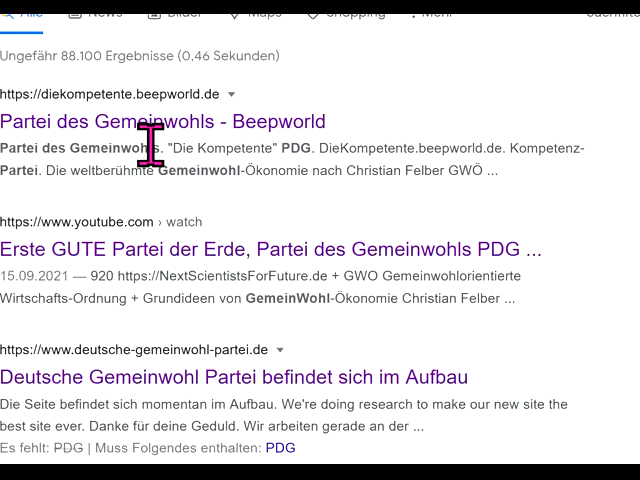 Alle News Bilder Maps Shopping Mehr
Ungefähr 88.100 Ergebnisse (0,46 Sekunden)
https://diekompetente.beepworld.de
Partei des Gemeinwohls - Beepworld
Partei des Gemeinwohls. "Die Kompetente" PDG. DieKompetente.beepworld.de. Kompetenz-
Partei. Die weltberühmte Gemeinwohl-Ökonomie nach Christian Felber GWÖ ...
https://www.youtube.com › watch
Erste GUTE Partei der Erde, Partei des Gemeinwohls PDG ...
15.09.2021 — 920 https://NextScientistsForFuture.de + GWO Gemeinwohlorientierte
Wirtschafts-Ordnung + Grundideen von GemeinWohl-Ökonomie Christian Felber ...
https://www.deutsche-gemeinwohl-partei.de
Deutsche Gemeinwohl Partei befindet sich im Aufbau
Die Seite befindet sich momentan im Aufbau. We're doing research to make our new site the
best site ever. Danke für deine Geduld. Wir arbeiten gerade an der ...
Es fehlt: PDG | Muss Folgendes enthalten: PDG